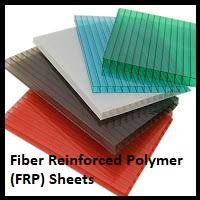 Fiber Reinforced Polymer
(FRP) Sheets